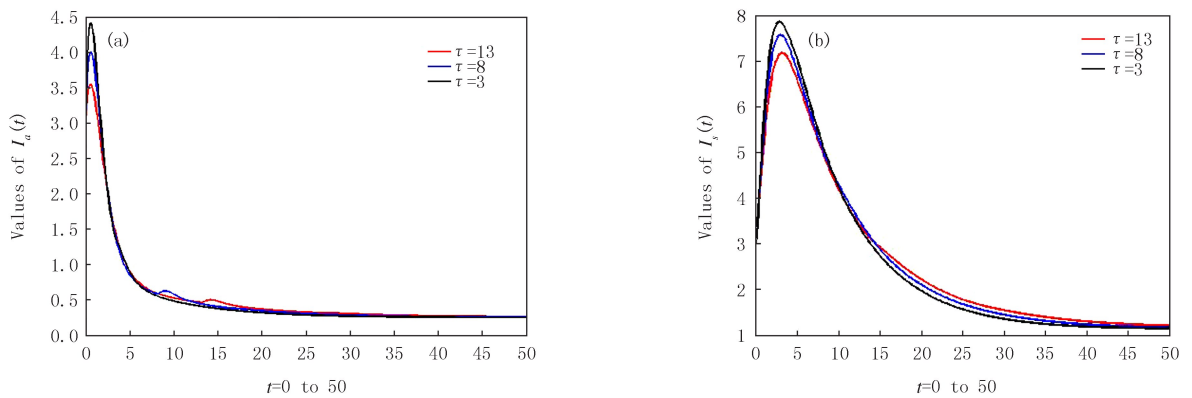 4.5
4.0
3.5
3.0
2.5
2.0
1.5
1.0
0.5
0.0
Values of Iₐ(t)
(a)
τ=13
τ=8
τ=3
0 5 10 15 20 25 30 35 40 45 50
t=0 to 50
8
7
6
5
4
3
2
1
Values of Iₛ(t)
(b)
τ=13
τ=8
τ=3
0 5 10 15 20 25 30 35 40 45 50
t=0 to 50